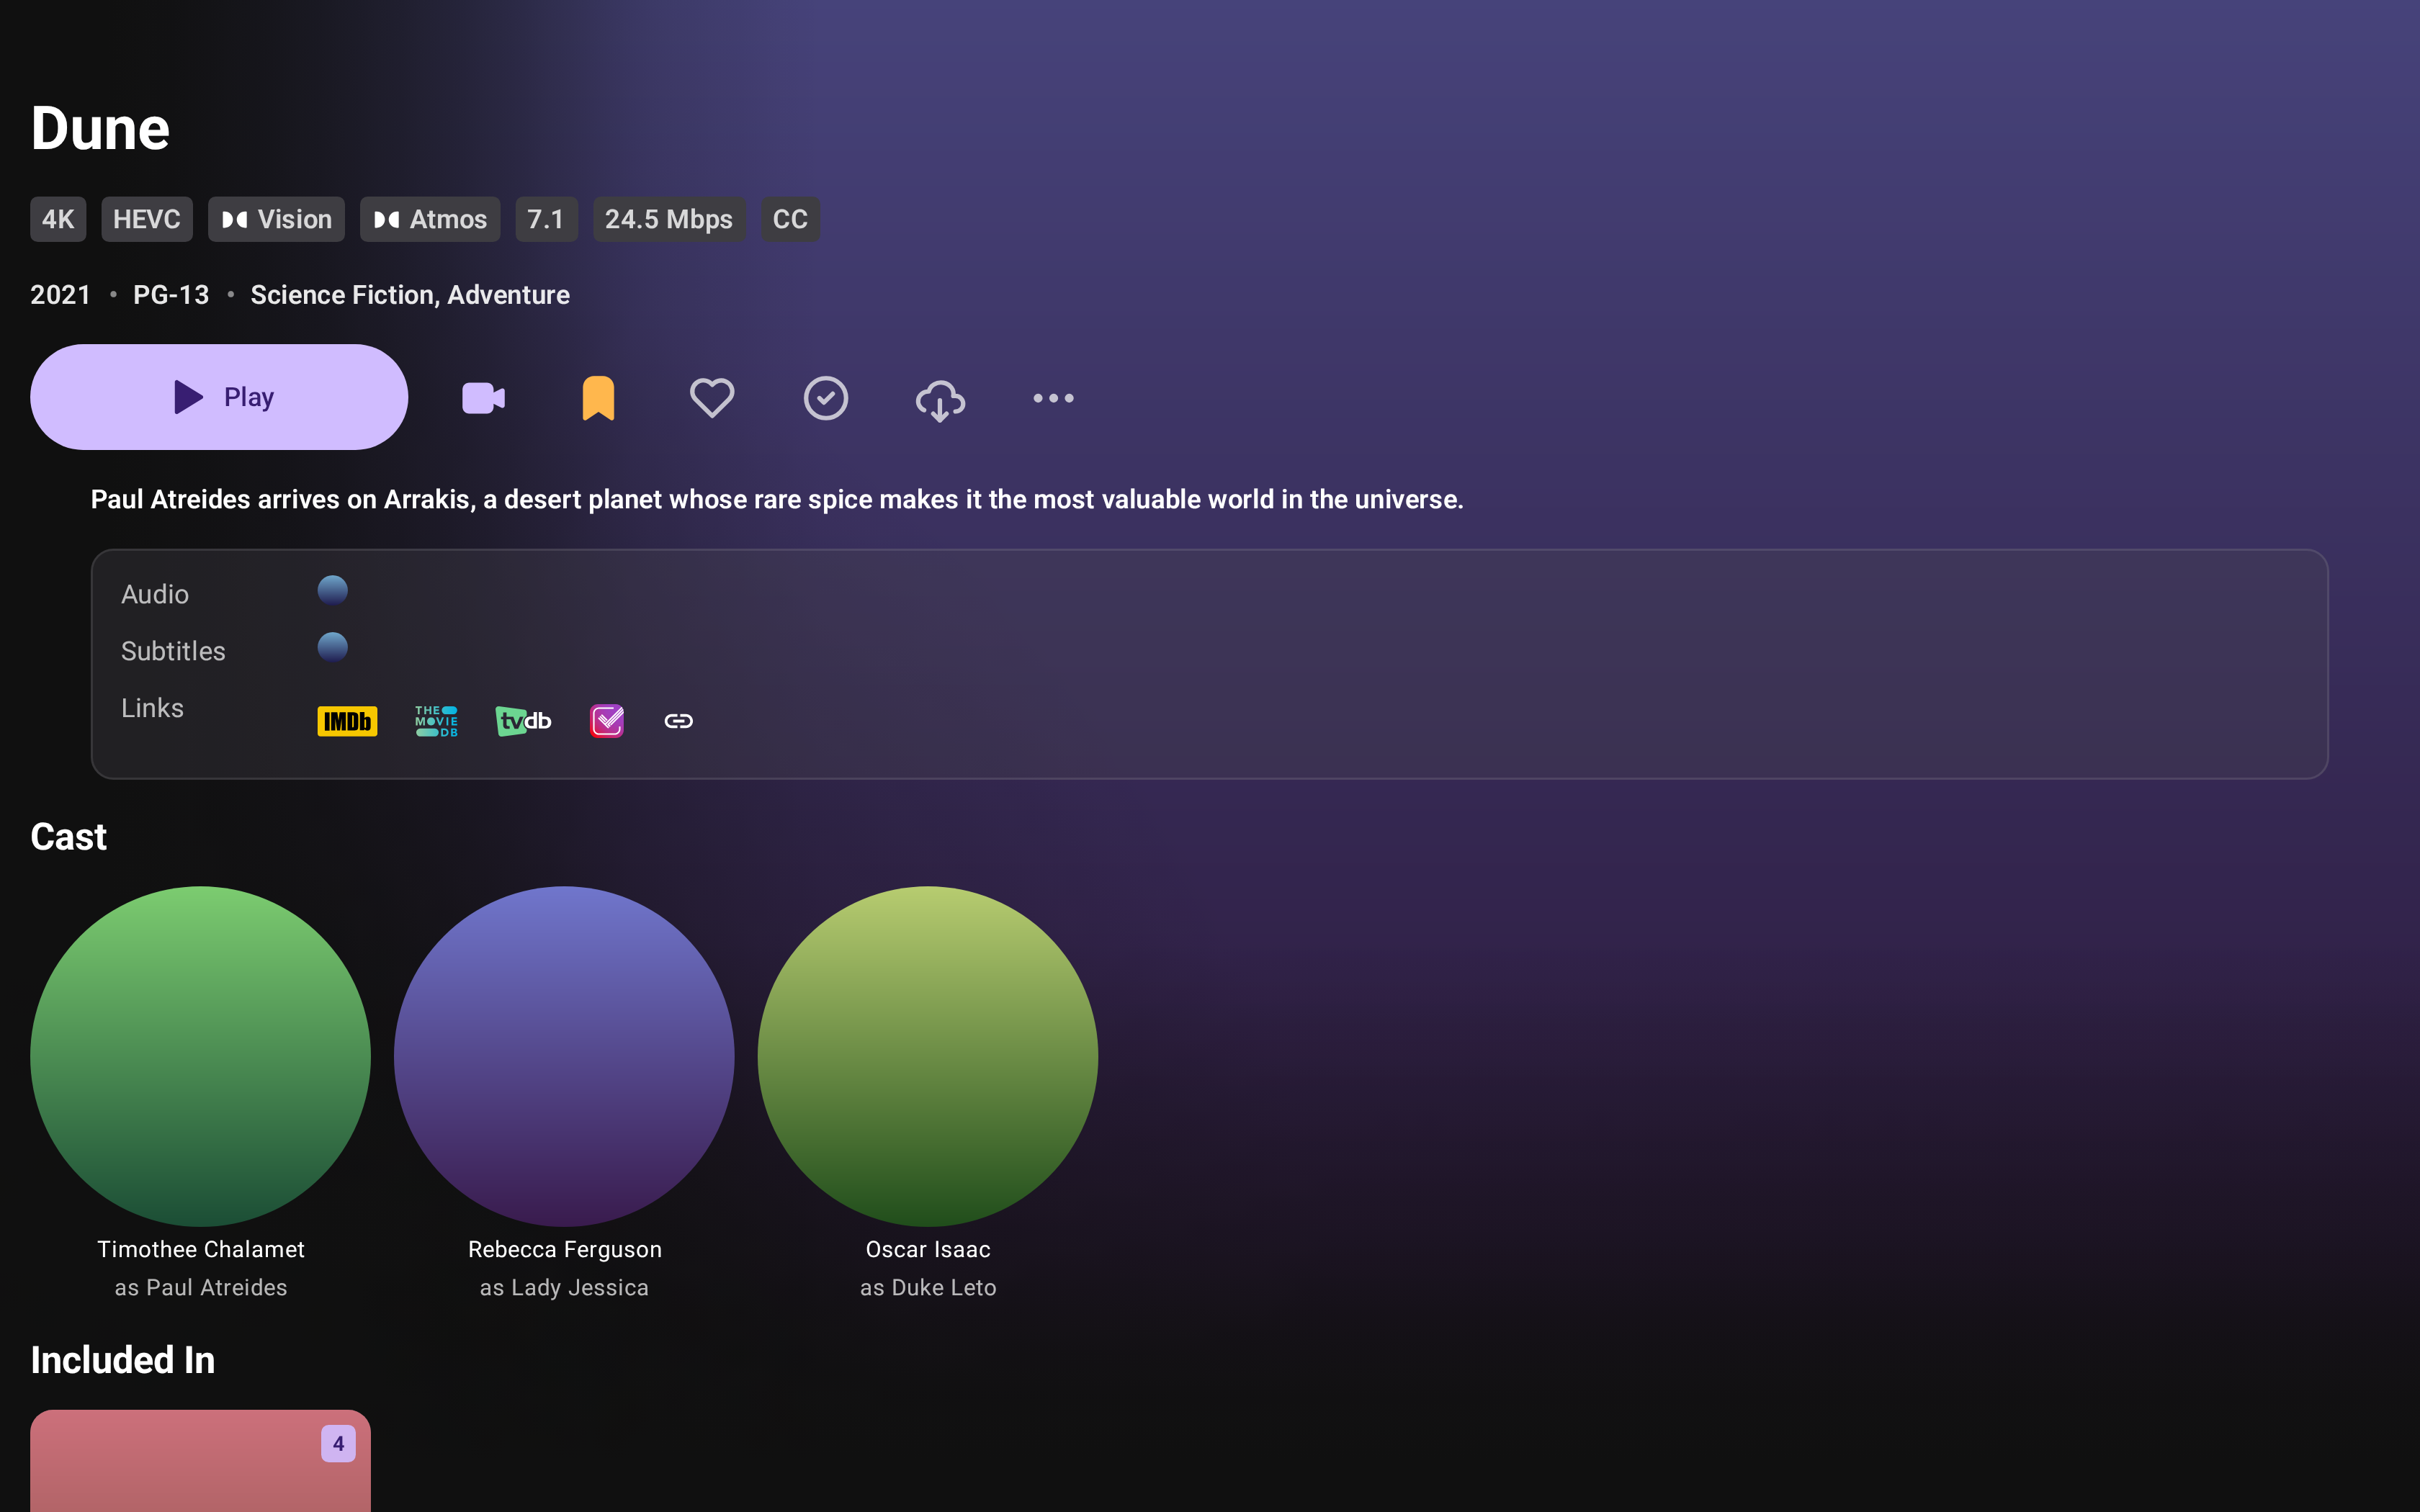 Dune
4K HEVC Vision Atmos 7.1 24.5 Mbps CC
2021 • PG-13 • Science Fiction, Adventure
Play
Paul Atreides arrives on Arrakis, a desert planet whose rare spice makes it the most valuable world in the universe.
Audio
Subtitles
Links IMDb THE MOVIE DB tvdb
Cast
Timothee Chalamet
as Paul Atreides
Rebecca Ferguson
as Lady Jessica
Oscar Isaac
as Duke Leto
Included In
4